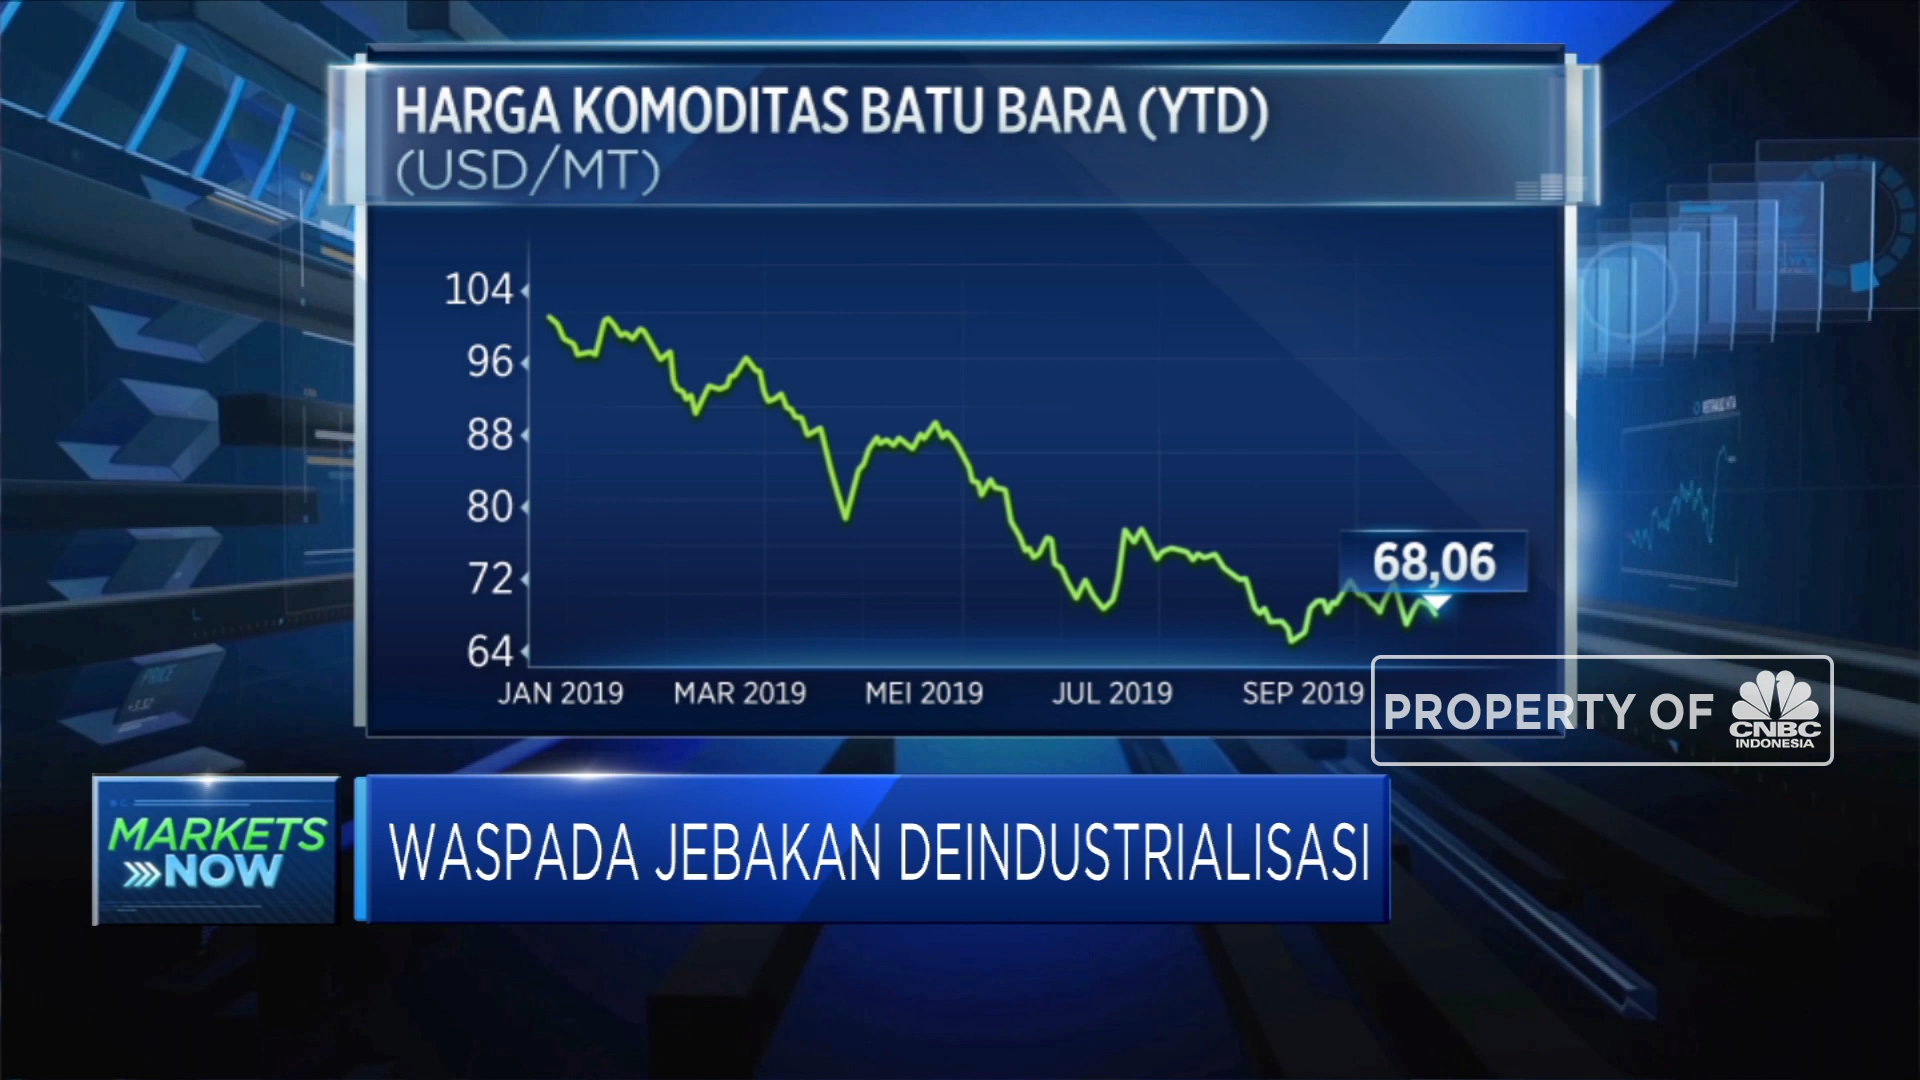 HARGA KOMODITAS BATU BARA (YTD)
(USD/MT)
104
96
88
80
72
64
68,06
JAN 2019 MAR 2019 MEI 2019 JUL 2019 SEP 2019
PROPERTY OF CNBC INDONESIA
MARKETS
NOW
WASPADA JEBAKAN DEINDUSTRIALISASI
PRICE